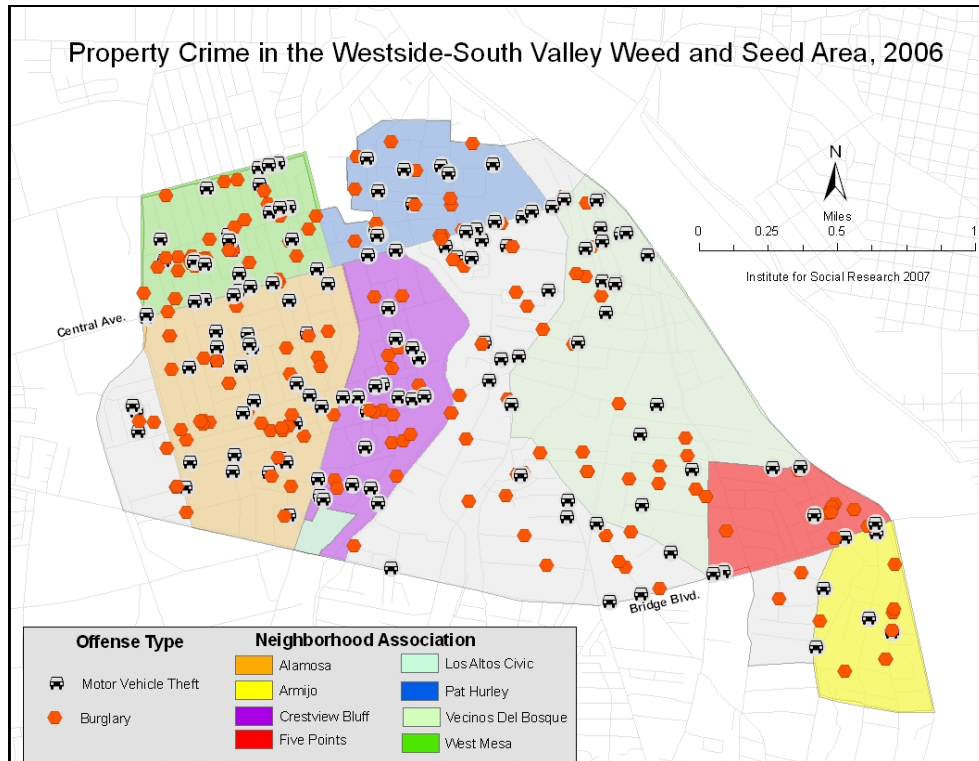 Property Crime in the Westside-South Valley Weed and Seed Area, 2006
N
Miles
0 0.25 0.5 1
Institute for Social Research 2007
Central Ave.
Bridge Blvd.
Offense Type
Motor Vehicle Theft
Burglary
Neighborhood Association
Alamosa
Armijo
Crestview Bluff
Five Points
Los Altos Civic
Pat Hurley
Vecinos Del Bosque
West Mesa